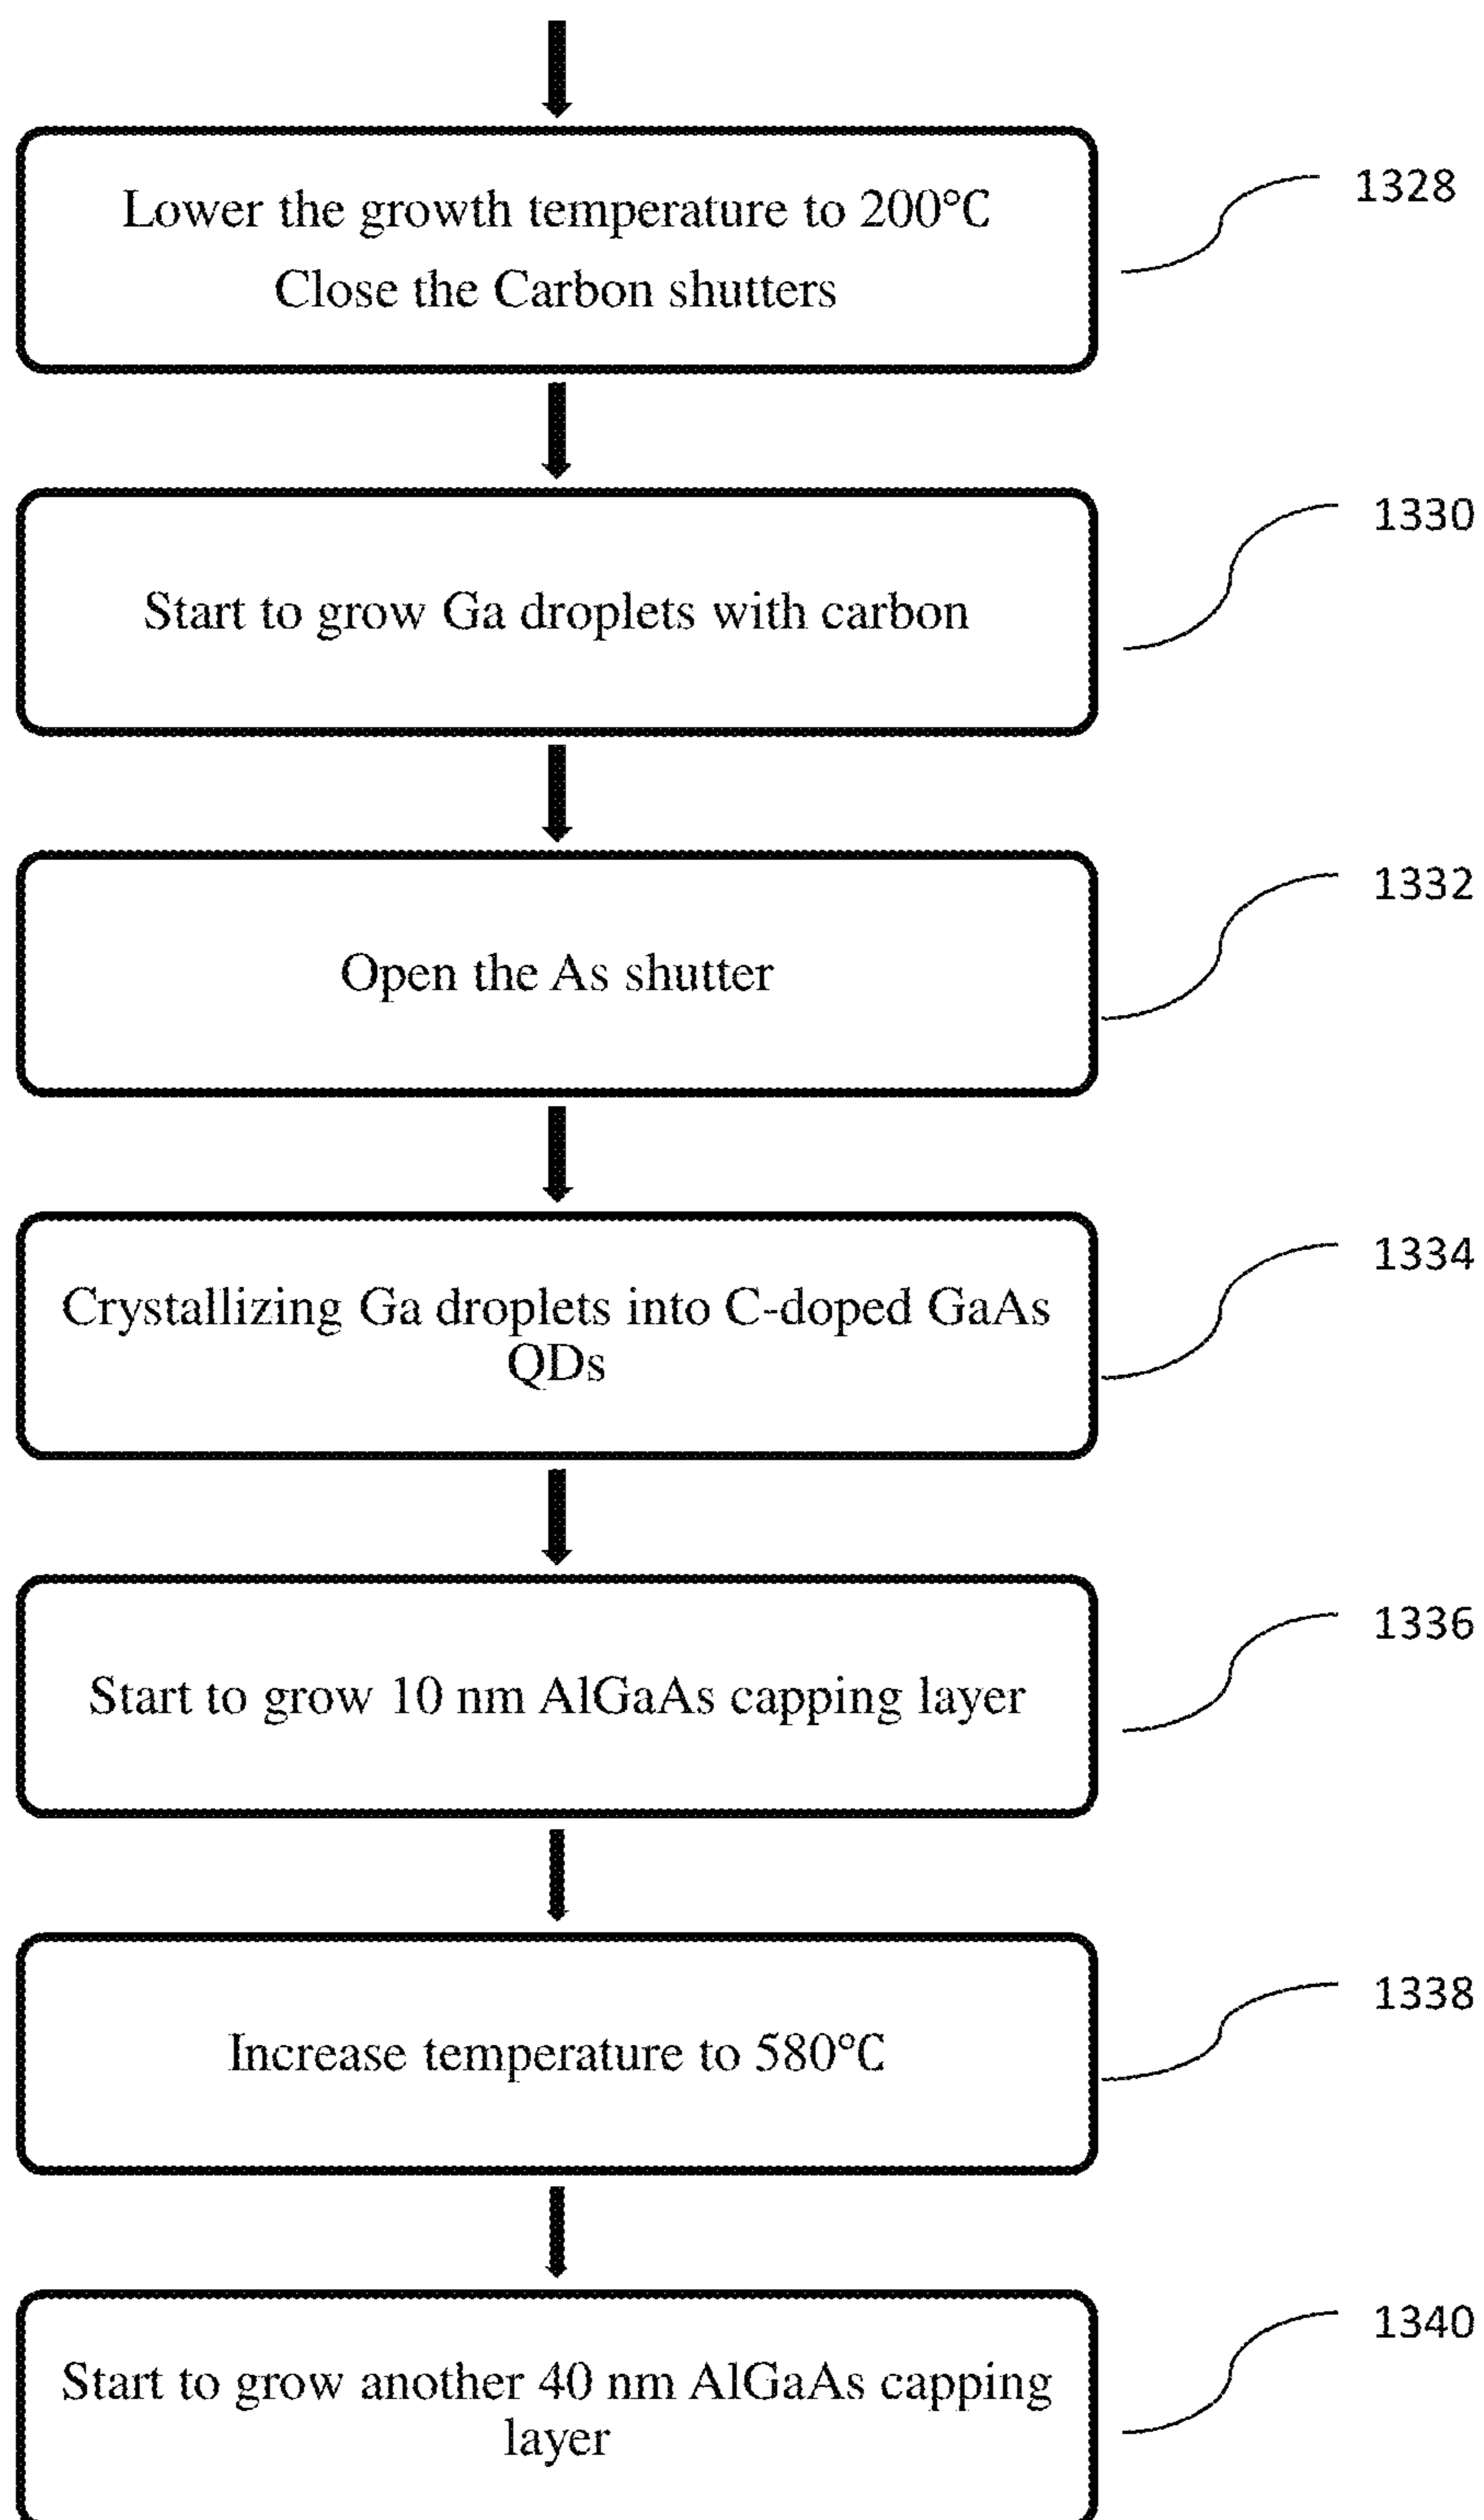 Lower the growth temperature to 200°C
1328
Close the Carbon shutters
1330
Start to grow Ga droplets with carbon
1332
Open the As shutter
1334
Crystallizing Ga droplets into C-doped GaAs
QDs
1336
Start to grow 10 nm AlGaAs capping layer
1338
Increase temperature to 580°C
1340
Start to grow another 40 nm AlGaAs capping
layer